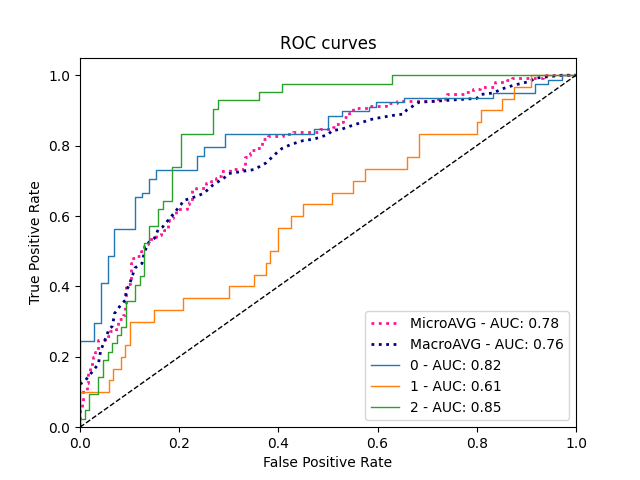 ROC curves
1.0
0.8
0.6
0.4
0.2
0.0
True Positive Rate
0.0 0.2 0.4 0.6 0.8 1.0
False Positive Rate
MicroAVG - AUC: 0.78
MacroAVG - AUC: 0.76
0 - AUC: 0.82
1 - AUC: 0.61
2 - AUC: 0.85